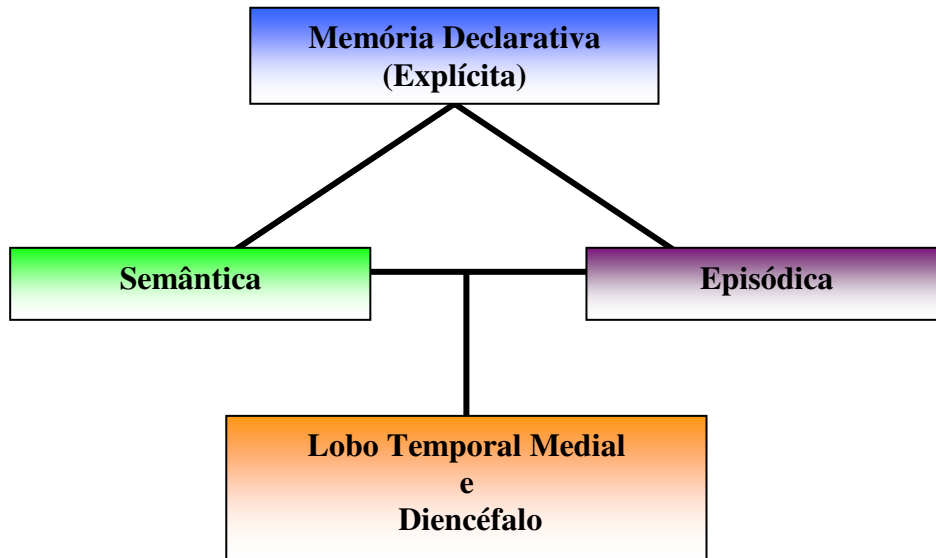 Memória Declarativa
(Explícita)
Semântica
Episódica
Lobo Temporal Medial
e
Diencéfalo